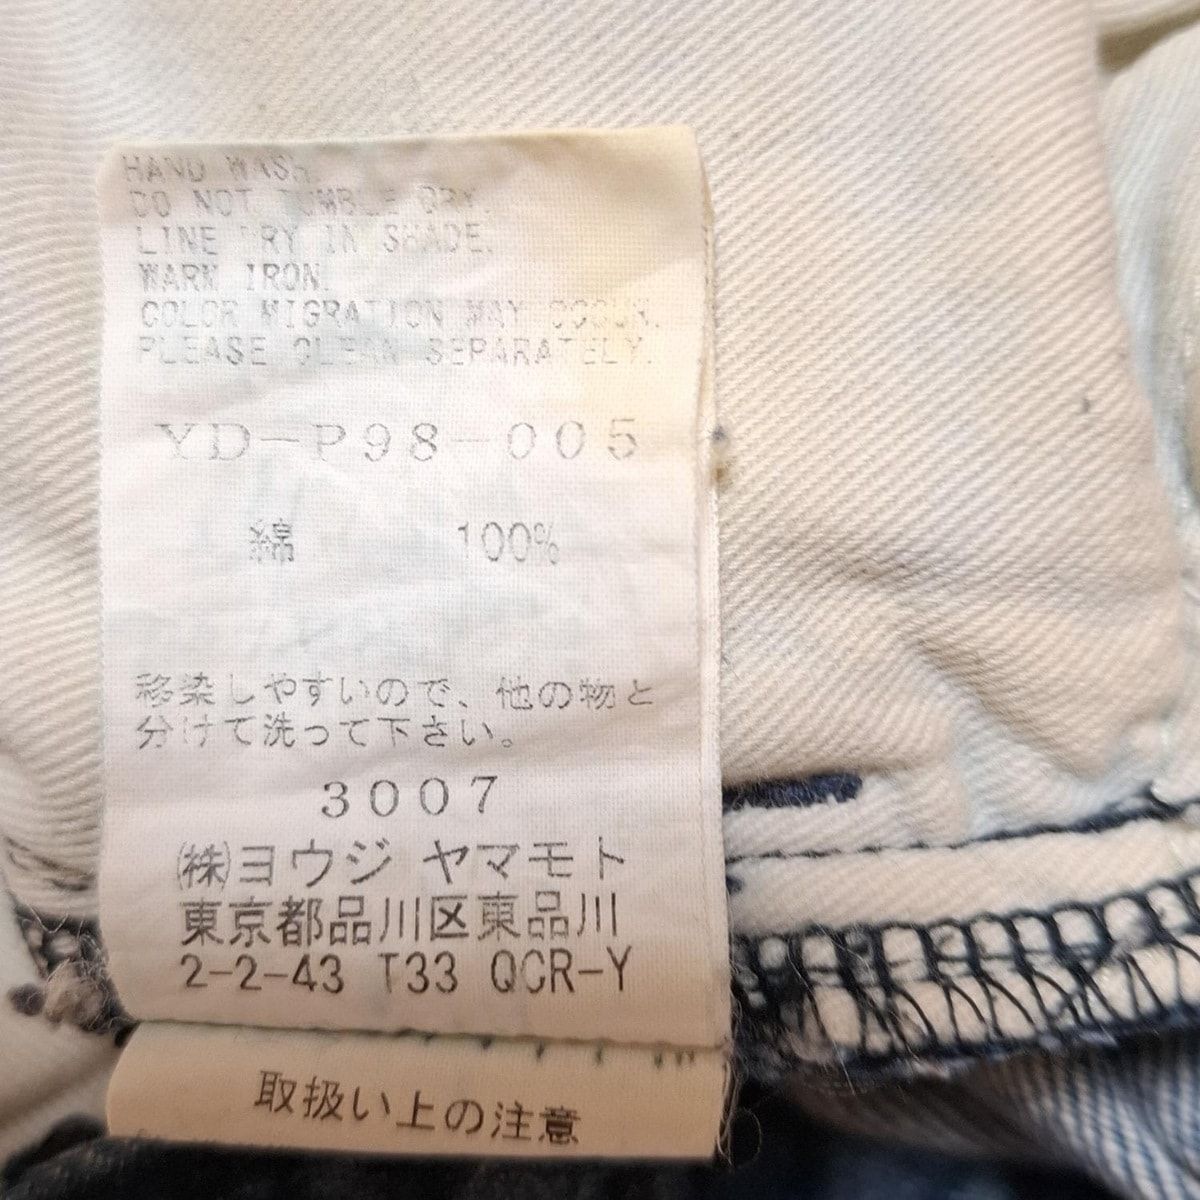 HAND WASH.
DO NOT TUMBLE DRY.
LINE DRY IN SHADE.
WARM IRON.
COLOR MIGRATION MAY OCCUR.
PLEASE CLEAN SEPARATELY.
YD-P98-005
綿 100%
移染しやすいので、他の物と
分けて洗って下さい。
3007
㈱ヨウジ ヤマモト
東京都品川区東品川
2-2-43 T33 QCR-Y
取扱い上の注意